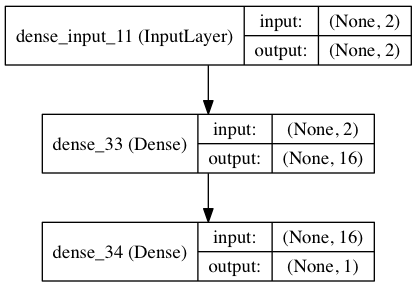 dense_input_11 (InputLayer)
input: (None, 2)
output: (None, 2)
dense_33 (Dense)
input: (None, 2)
output: (None, 16)
dense_34 (Dense)
input: (None, 16)
output: (None, 1)